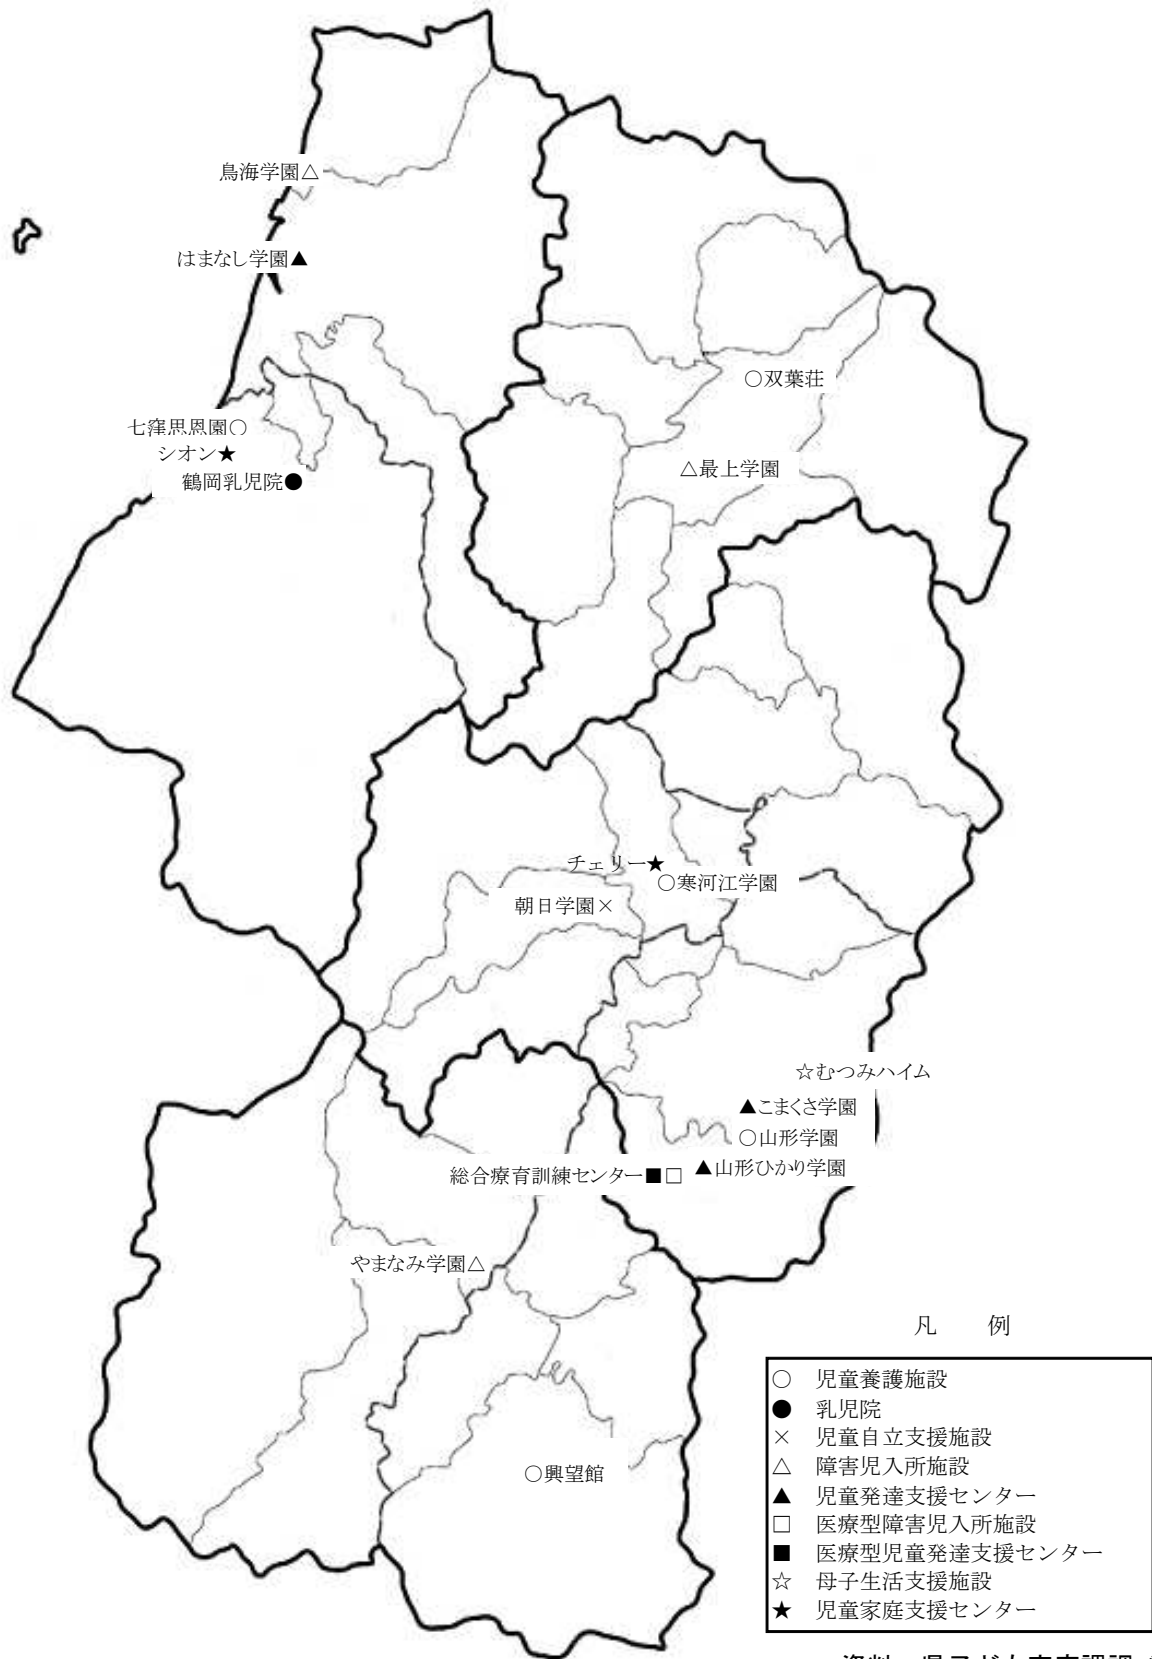 鳥海学園△
はまなし学園▲
○双葉荘
七窪思恩園○
シオン★
△最上学園
鶴岡乳児院●
チェリー★
○寒河江学園
朝日学園×
☆むつみハイム
▲こまくさ学園
○山形学園
総合療育訓練センター■□
▲山形ひかり学園
やまなみ学園△
○興望館
凡 例
○ 児童養護施設
● 乳児院
× 児童自立支援施設
△ 障害児入所施設
▲ 児童発達支援センター
□ 医療型障害児入所施設
■ 医療型児童発達支援センター
☆ 母子生活支援施設
★ 児童家庭支援センター